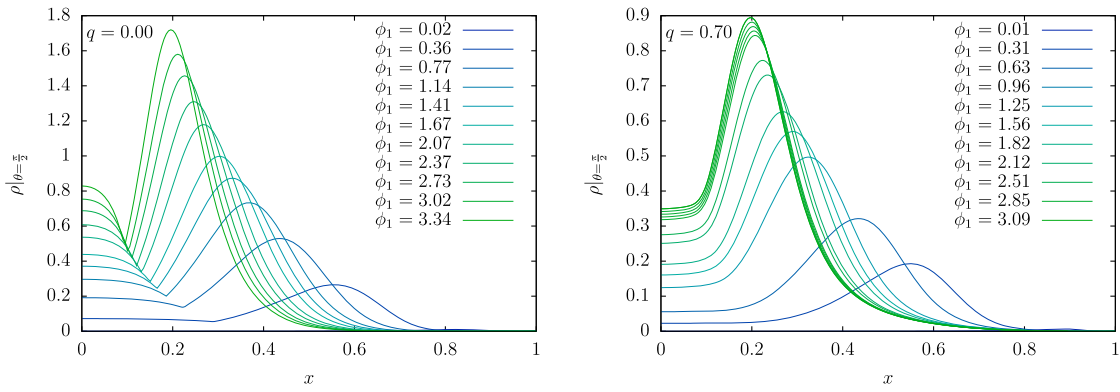 q = 0.00
ϕ₁ = 0.02
ϕ₁ = 0.36
ϕ₁ = 0.77
ϕ₁ = 1.14
ϕ₁ = 1.41
ϕ₁ = 1.67
ϕ₁ = 2.07
ϕ₁ = 2.37
ϕ₁ = 2.73
ϕ₁ = 3.02
ϕ₁ = 3.34
1.8
1.6
1.4
1.2
1
0.8
0.6
0.4
0.2
0
ρ|θ=π/2
0 0.2 0.4 0.6 0.8 1
x
q = 0.70
ϕ₁ = 0.01
ϕ₁ = 0.31
ϕ₁ = 0.63
ϕ₁ = 0.96
ϕ₁ = 1.25
ϕ₁ = 1.56
ϕ₁ = 1.82
ϕ₁ = 2.12
ϕ₁ = 2.51
ϕ₁ = 2.85
ϕ₁ = 3.09
0.9
0.8
0.7
0.6
0.5
0.4
0.3
0.2
0.1
0
ρ|θ=π/2
0 0.2 0.4 0.6 0.8 1
x